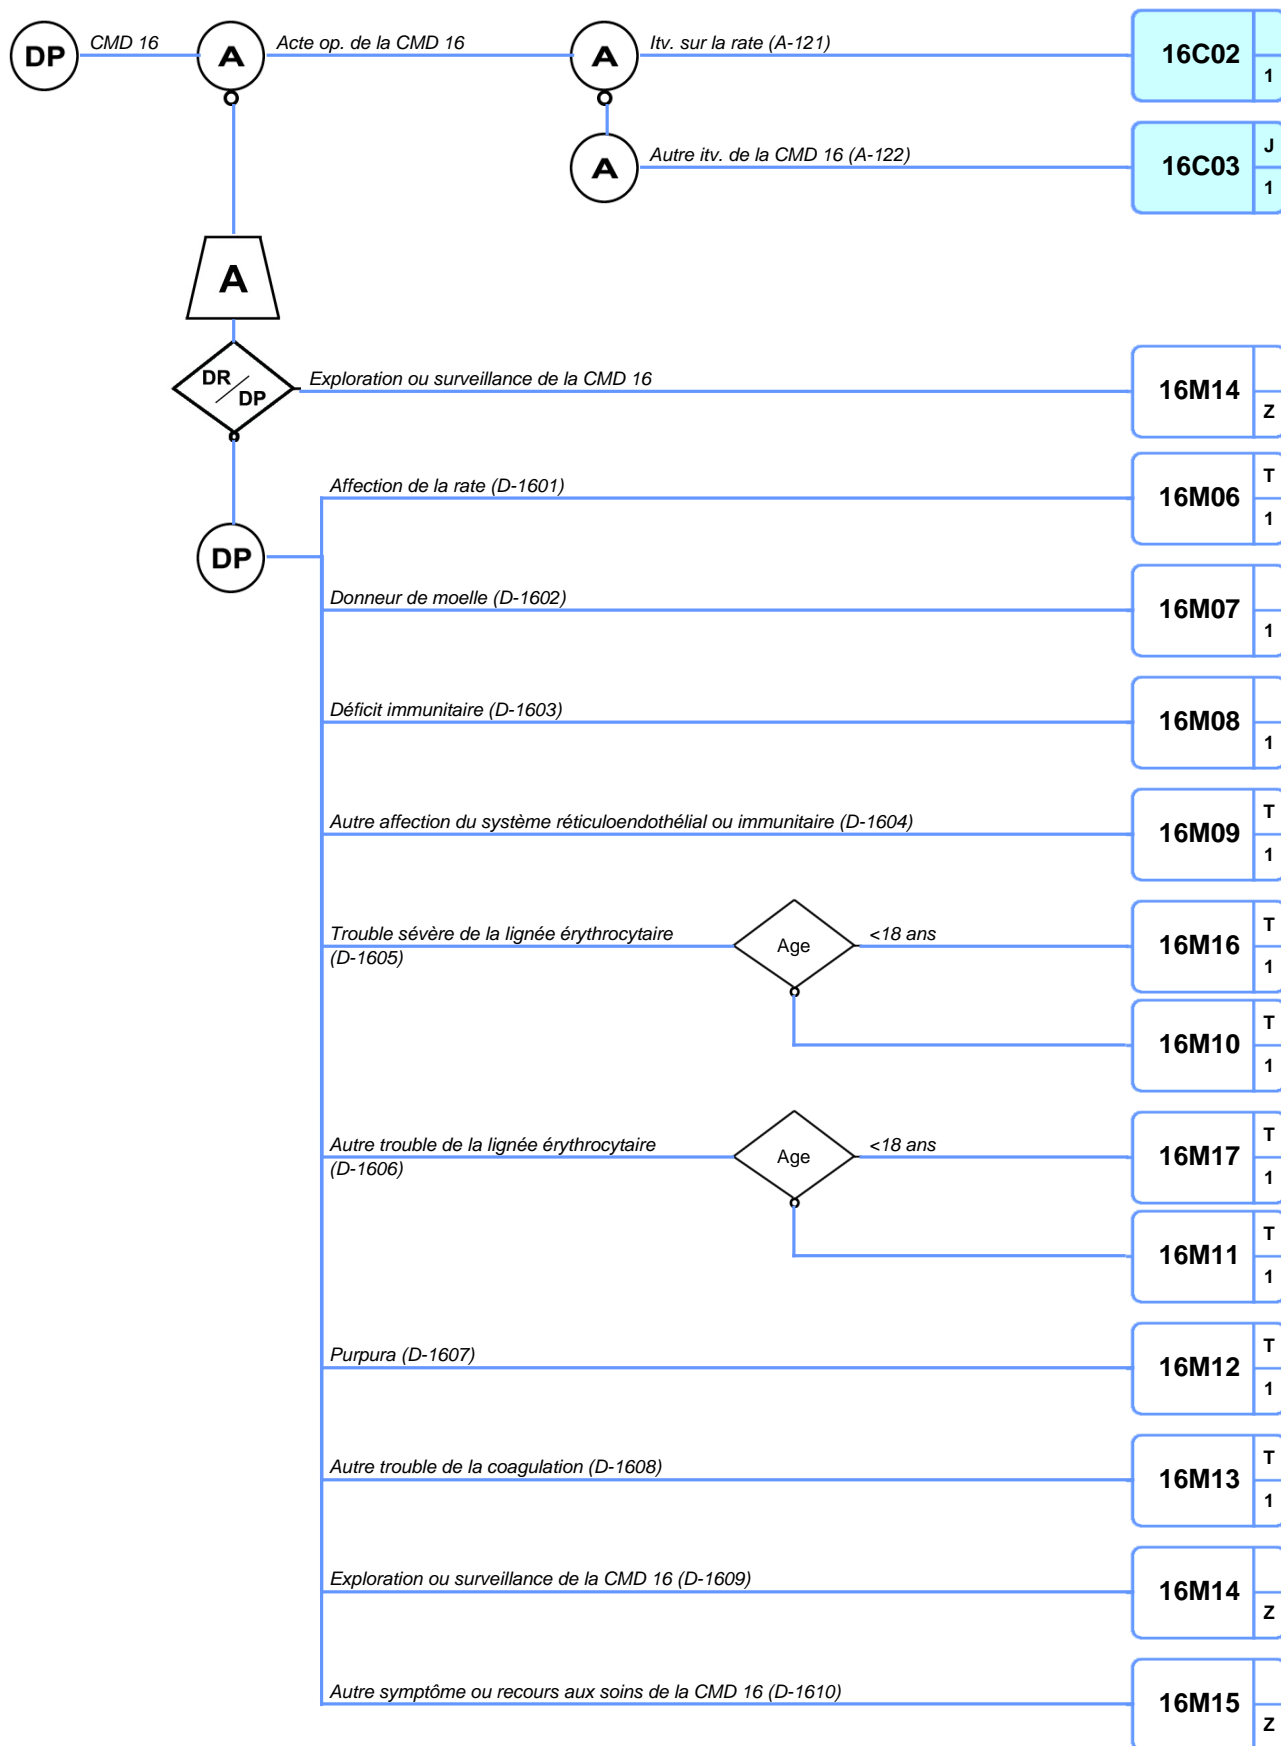 DP
CMD 16
A
Acte op. de la CMD 16
A
Itv. sur la rate (A-121)
16C02
1
A
Autre itv. de la CMD 16 (A-122)
16C03
J
1
A
DR
DP
Exploration ou surveillance de la CMD 16
16M14
Z
DP
Affection de la rate (D-1601)
16M06
T
1
Donneur de moelle (D-1602)
16M07
1
Déficit immunitaire (D-1603)
16M08
1
Autre affection du système réticuloendothélial ou immunitaire (D-1604)
16M09
T
1
Trouble sévère de la lignée érythrocytaire
(D-1605)
Age
<18 ans
16M16
T
1
16M10
T
1
Autre trouble de la lignée érythrocytaire
(D-1606)
Age
<18 ans
16M17
T
1
16M11
T
1
Purpura (D-1607)
16M12
T
1
Autre trouble de la coagulation (D-1608)
16M13
T
1
Exploration ou surveillance de la CMD 16 (D-1609)
16M14
Z
Autre symptôme ou recours aux soins de la CMD 16 (D-1610)
16M15
Z